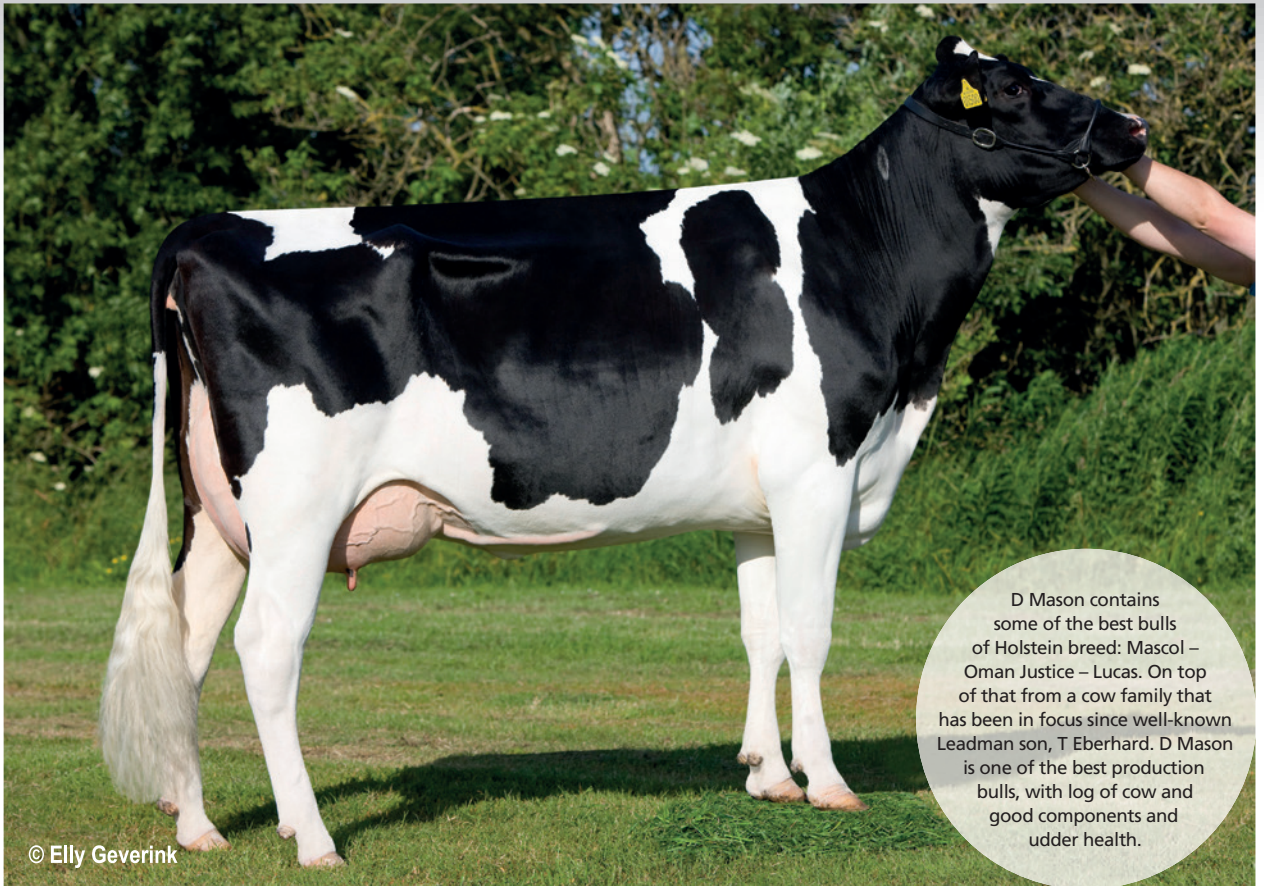 D Mason contains
some of the best bulls
of Holstein breed: Mascol –
Oman Justice – Lucas. On top
of that from a cow family that
has been in focus since well-known
Leadman son, T Eberhard. D Mason
is one of the best production
bulls, with log of cow and
good components and
udder health.
© Elly Geverink